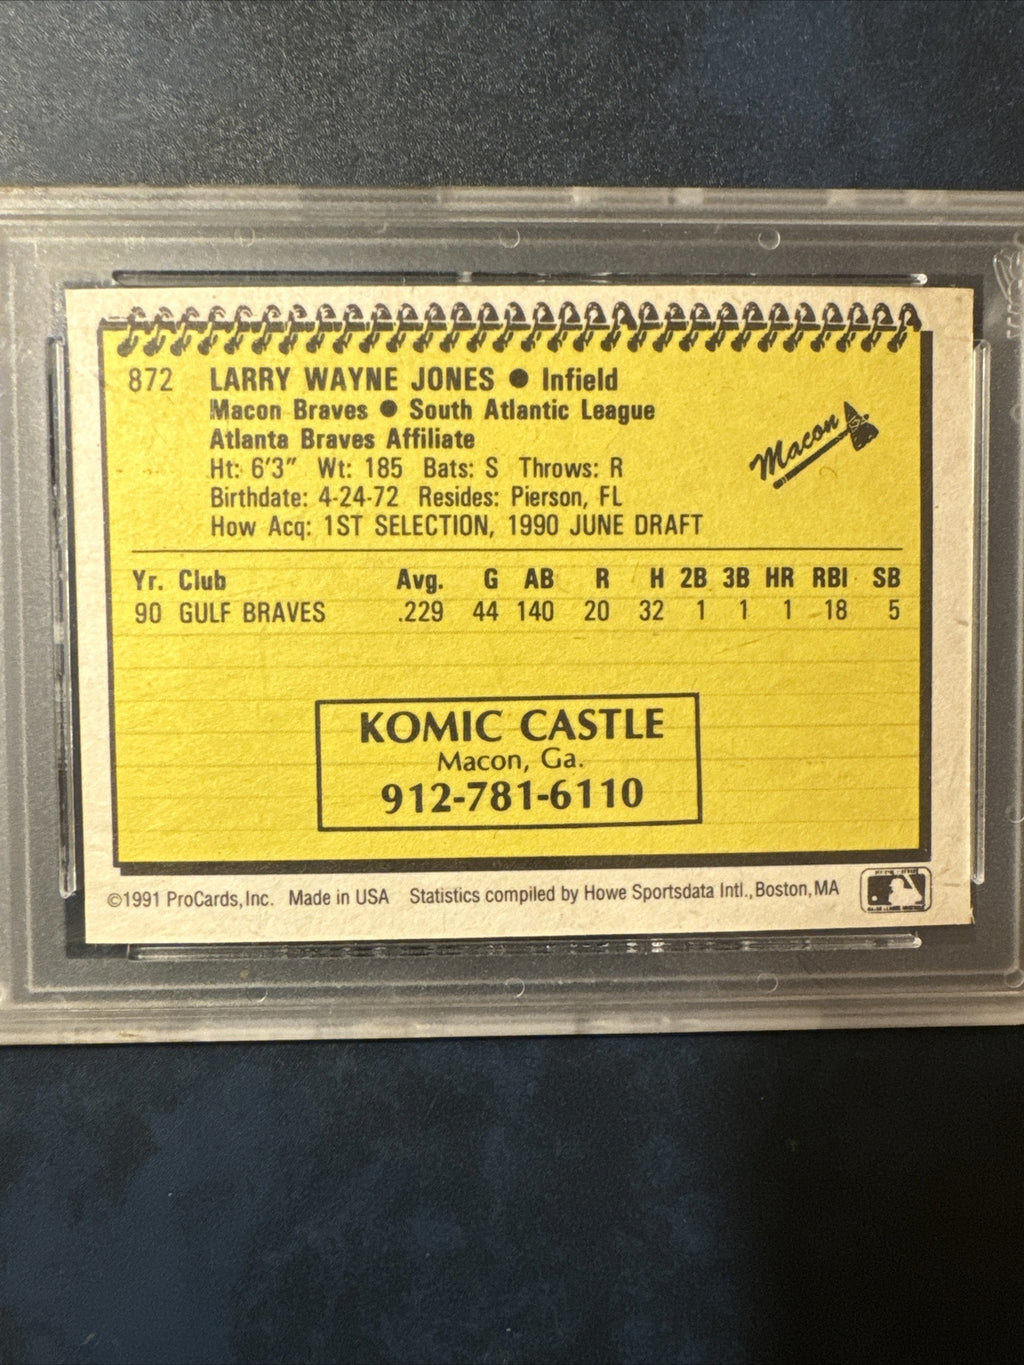 872 LARRY WAYNE JONES ● Infield
Macon Braves ● South Atlantic League
Atlanta Braves Affiliate
Ht: 6'3" Wt: 185 Bats: S Throws: R
Birthdate: 4-24-72 Resides: Pierson, FL
How Acq: 1ST SELECTION, 1990 JUNE DRAFT
Macon
Yr. Club Avg. G AB R H 2B 3B HR RBI SB
90 GULF BRAVES .229 44 140 20 32 1 1 1 18 5
KOMIC CASTLE
Macon, Ga.
912-781-6110
©1991 ProCards, Inc. Made in USA Statistics compiled by Howe Sportsdata Intl., Boston, MA